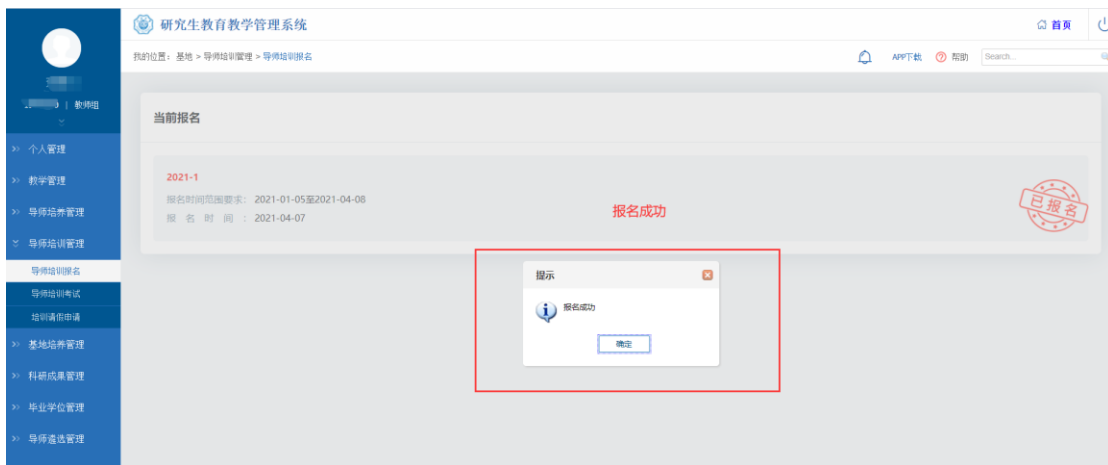 研究生教育教学管理系统
首页
我的位置：基地 > 导师培训管理 > 导师培训报名
APP下载
帮助
Search...
| 教师组
个人管理
教学管理
导师培养管理
导师培训管理
导师培训报名
导师培训考试
培训请假申请
基地培养管理
科研成果管理
毕业学位管理
导师遴选管理
当前报名
2021-1
报名时间范围要求： 2021-01-05至2021-04-08
报 名 时 间 ： 2021-04-07
报名成功
已报名
提示
报名成功
确定